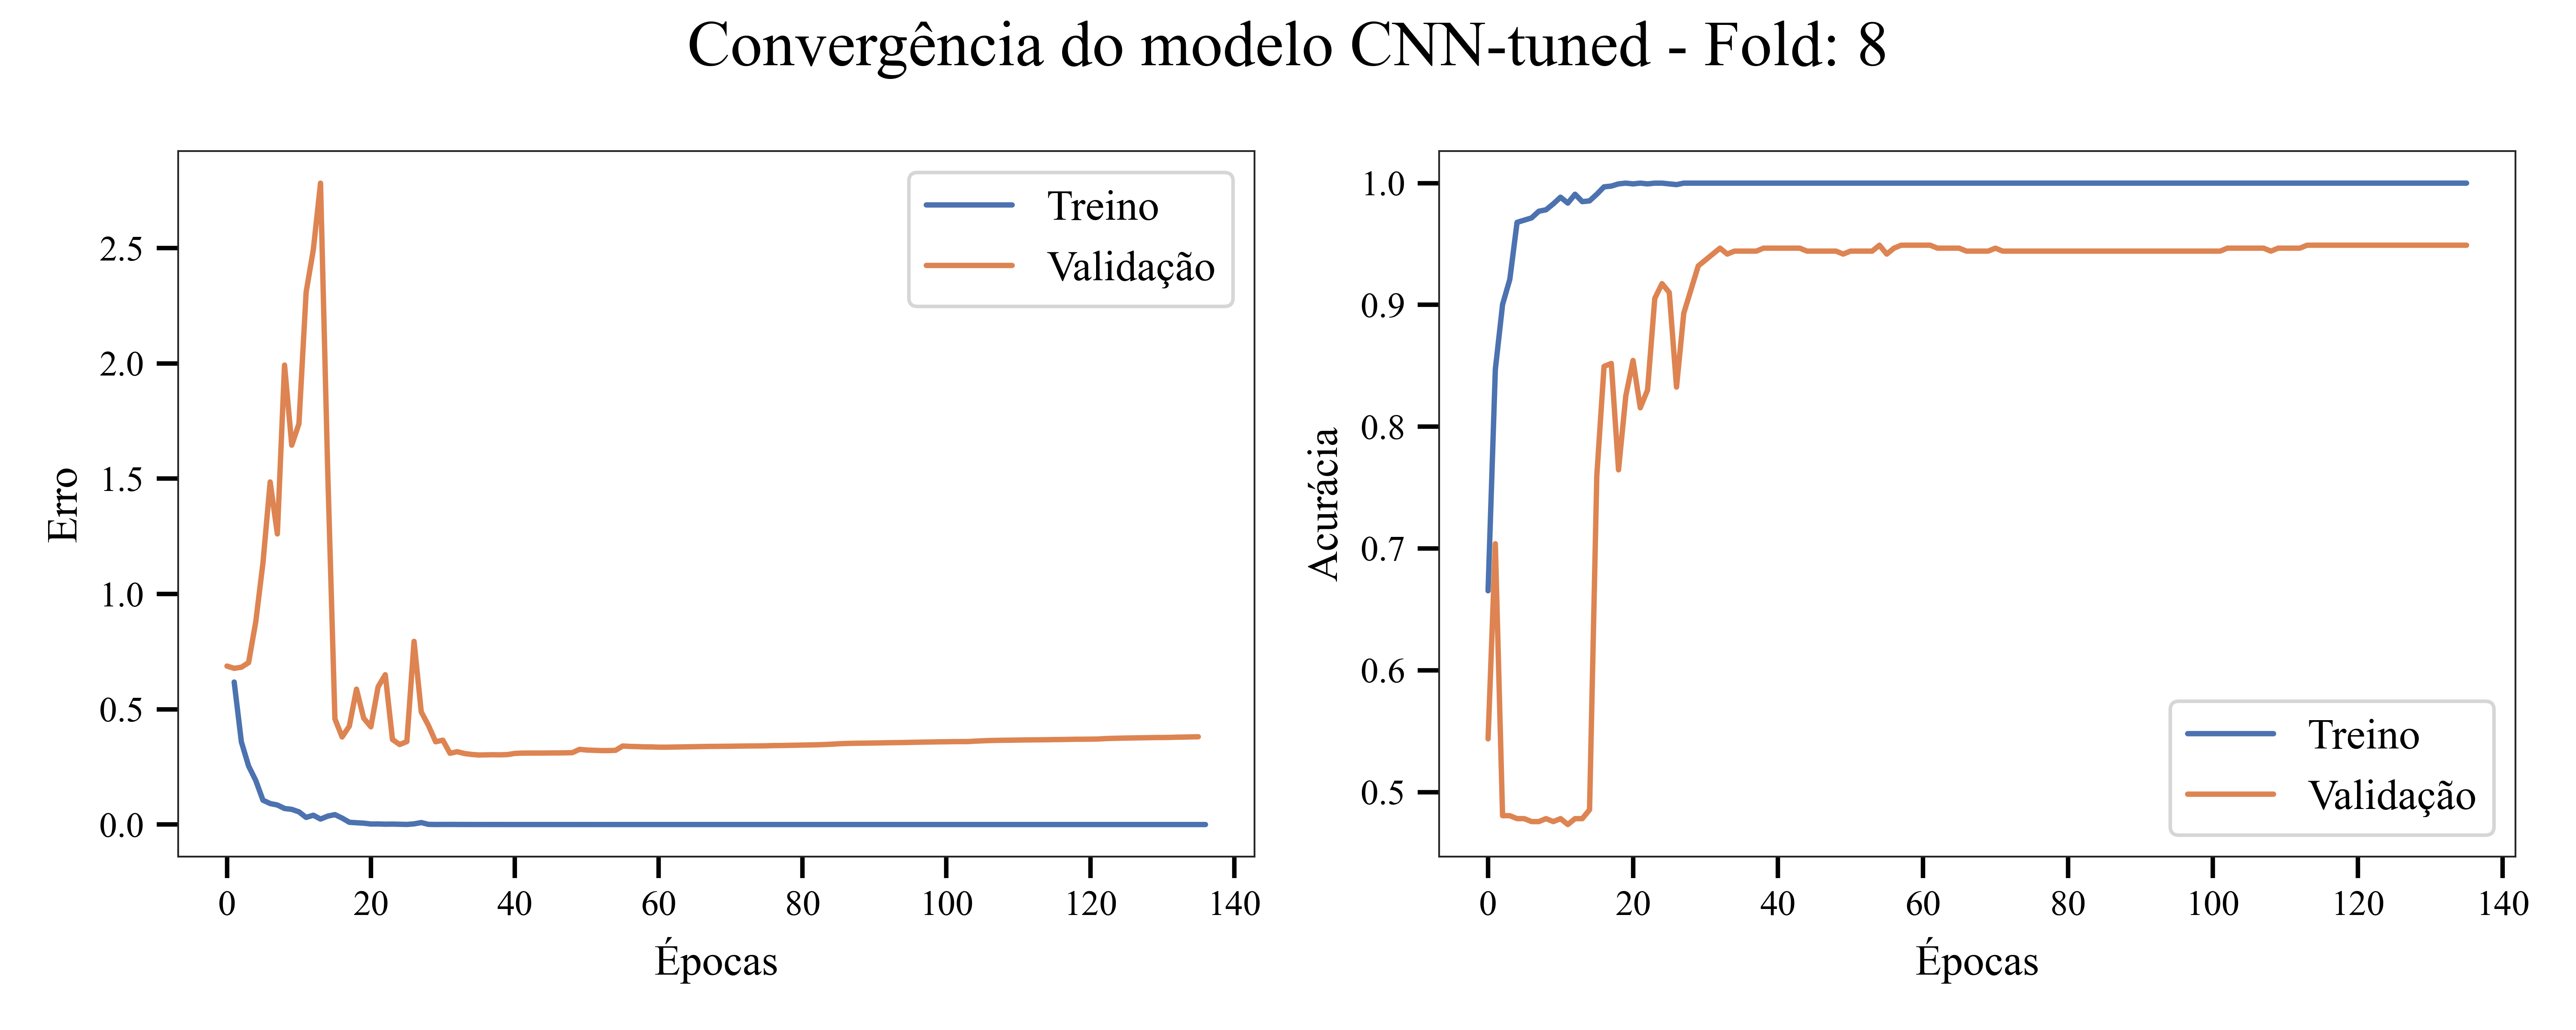 Convergência do modelo CNN-tuned - Fold: 8
Erro
2.5
2.0
1.5
1.0
0.5
0.0
0 20 40 60 80 100 120 140
Épocas
Treino
Validação
Acurácia
1.0
0.9
0.8
0.7
0.6
0.5
0 20 40 60 80 100 120 140
Épocas
Treino
Validação